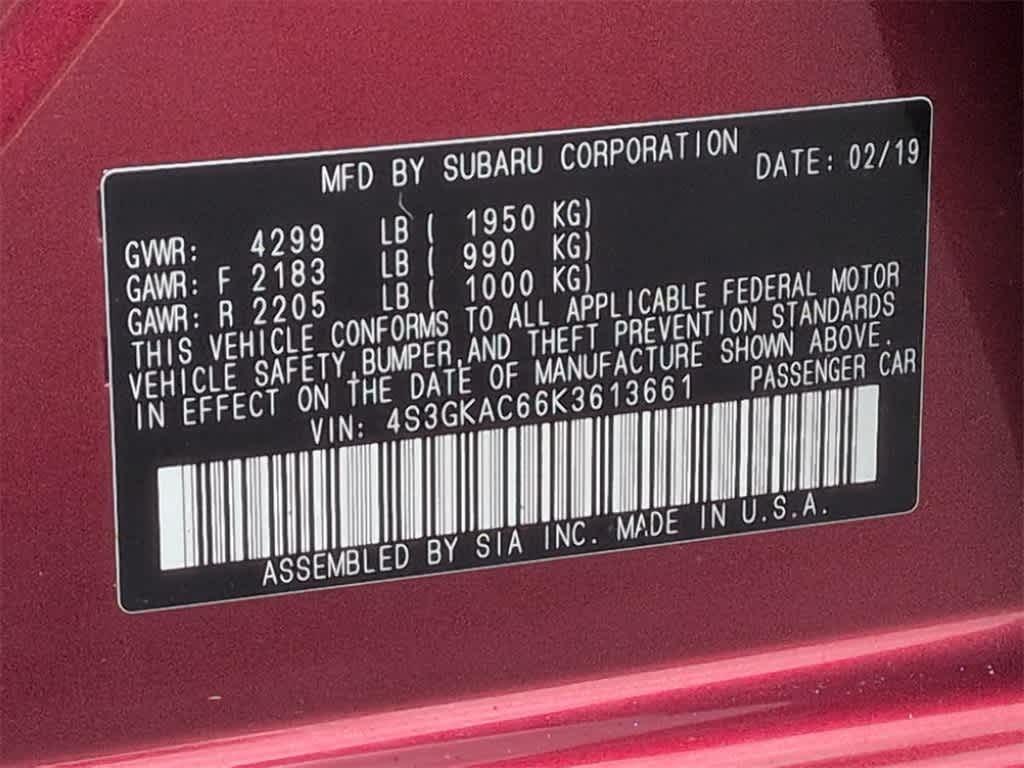 MFD BY SUBARU CORPORATION DATE: 02/19
GVWR: 4299 LB ( 1950 KG)
GAWR: F 2183 LB ( 990 KG)
GAWR: R 2205 LB ( 1000 KG)
THIS VEHICLE CONFORMS TO ALL APPLICABLE FEDERAL MOTOR
VEHICLE SAFETY, BUMPER, AND THEFT PREVENTION STANDARDS
IN EFFECT ON THE DATE OF MANUFACTURE SHOWN ABOVE.
VIN: 4S3GKAC66K3613661 PASSENGER CAR
ASSEMBLED BY SIA INC. MADE IN U.S.A.